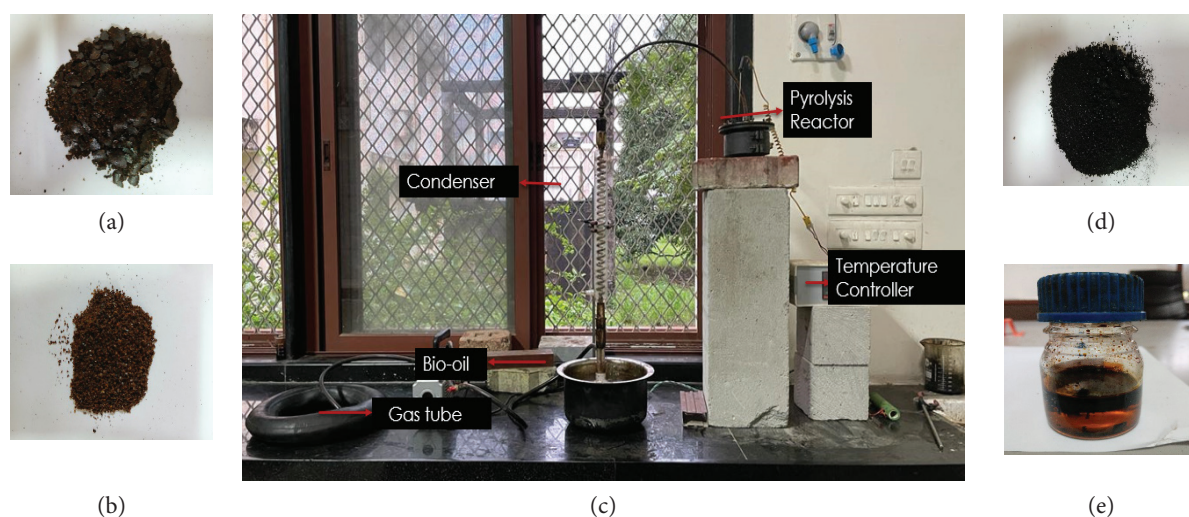 (a)
(b)
Condenser
Pyrolysis
Reactor
Temperature
Controller
Bio-oil
Gas tube
(c)
(d)
(e)